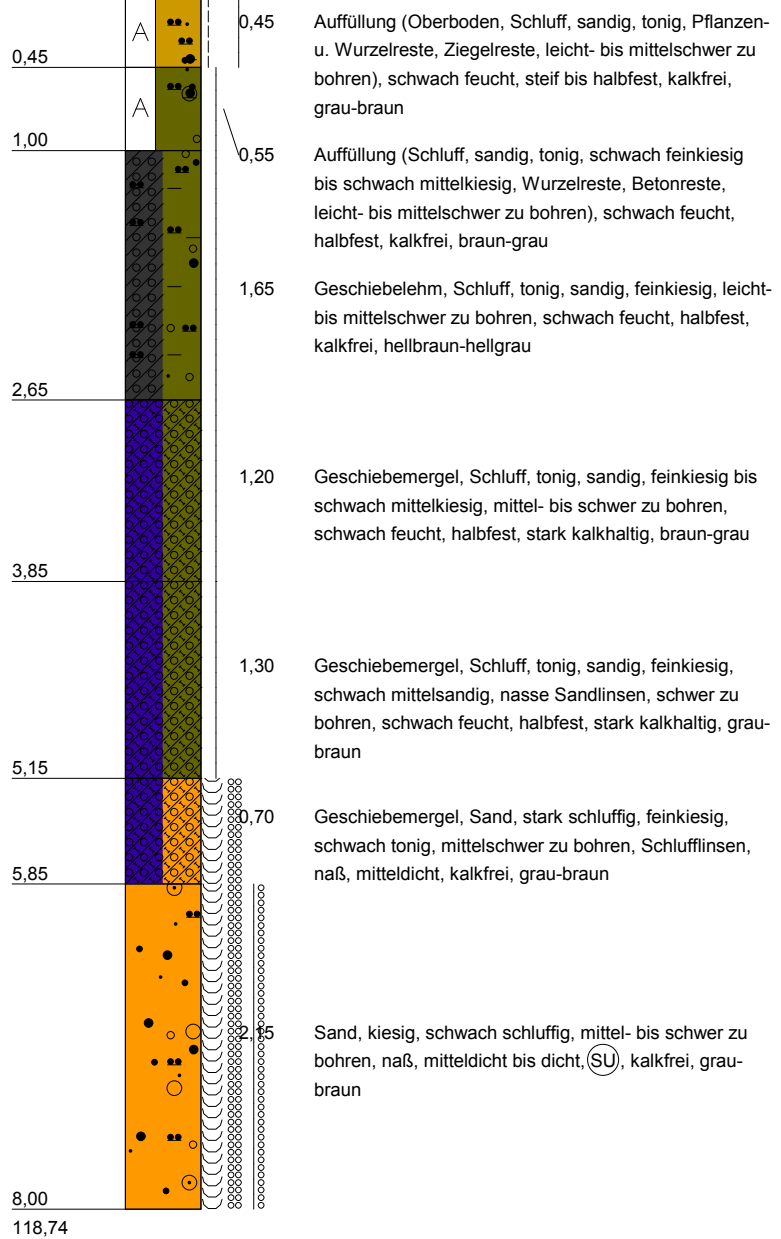 A
0,45
Auffüllung (Oberboden, Schluff, sandig, tonig, Pflanzen-
u. Wurzelreste, Ziegelreste, leicht- bis mittelschwer zu
bohren), schwach feucht, steif bis halbfest, kalkfrei,
grau-braun
0,45
A
1,00
0,55
Auffüllung (Schluff, sandig, tonig, schwach feinkiesig
bis schwach mittelkiesig, Wurzelreste, Betonreste,
leicht- bis mittelschwer zu bohren), schwach feucht,
halbfest, kalkfrei, braun-grau
1,65
Geschiebelehm, Schluff, tonig, sandig, feinkiesig, leicht-
bis mittelschwer zu bohren, schwach feucht, halbfest,
kalkfrei, hellbraun-hellgrau
2,65
1,20
Geschiebemergel, Schluff, tonig, sandig, feinkiesig bis
schwach mittelkiesig, mittel- bis schwer zu bohren,
schwach feucht, halbfest, stark kalkhaltig, braun-grau
3,85
1,30
Geschiebemergel, Schluff, tonig, sandig, feinkiesig,
schwach mittelsandig, nasse Sandlinsen, schwer zu
bohren, schwach feucht, halbfest, stark kalkhaltig, grau-
braun
5,15
0,70
Geschiebemergel, Sand, stark schluffig, feinkiesig,
schwach tonig, mittelschwer zu bohren, Schlufflinsen,
naß, mitteldicht, kalkfrei, grau-braun
5,85
2,15
Sand, kiesig, schwach schluffig, mittel- bis schwer zu
bohren, naß, mitteldicht bis dicht, SU, kalkfrei, grau-
braun
8,00
118,74